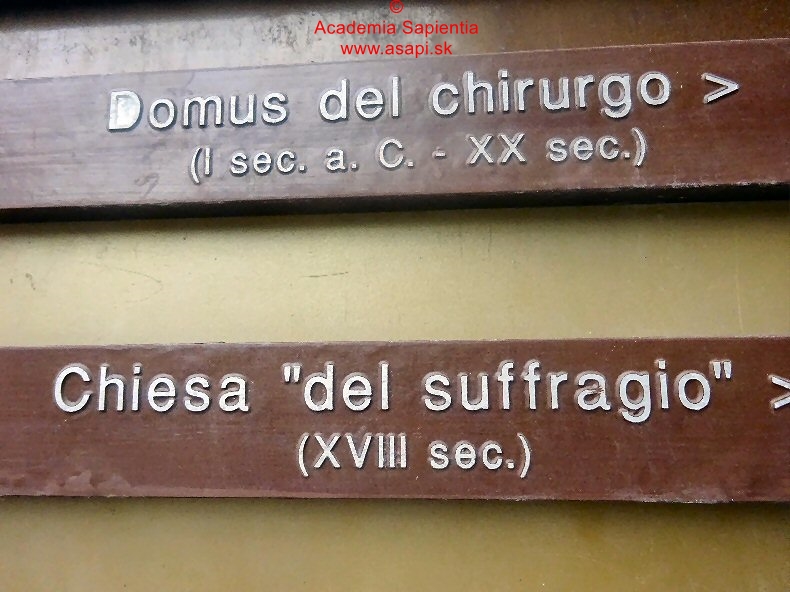 ©
Academia Sapientia
www.asapi.sk
Domus del chirurgo >
(I sec. a. C. - XX sec.)
Chiesa "del suffragio" >
(XVIII sec.)